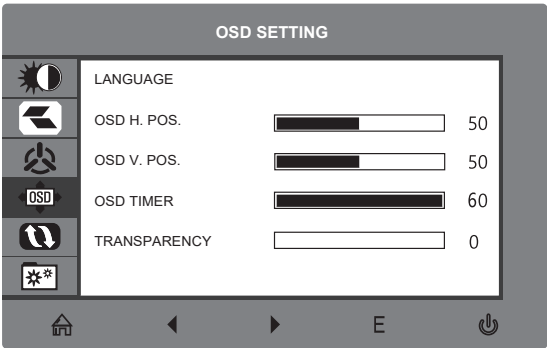 OSD SETTING
LANGUAGE
OSD H. POS. 50
OSD V. POS. 50
OSD OSD TIMER 60
TRANSPARENCY 0
E